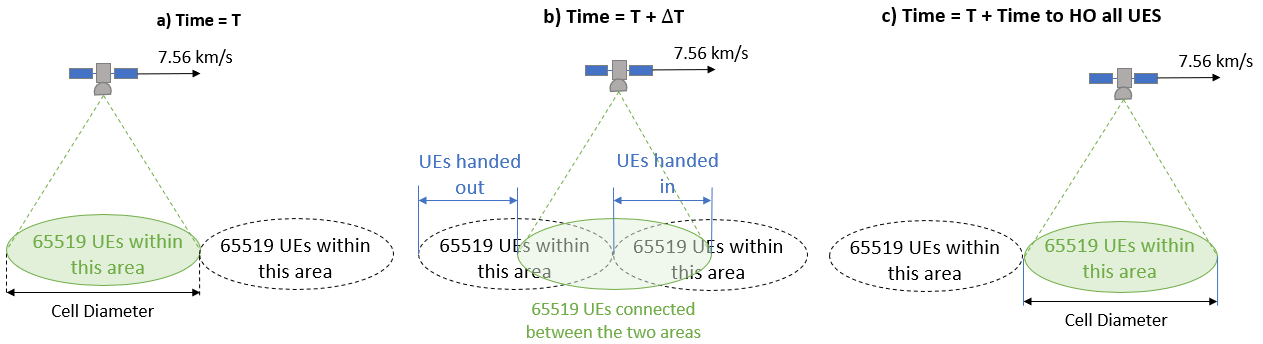 a) Time = T
7.56 km/s
65519 UEs within
this area
65519 UEs within
this area
Cell Diameter
b) Time = T + ΔT
7.56 km/s
UEs handed
out
UEs handed
in
65519 UEs within
this area
65519 UEs within
this area
65519 UEs connected
between the two areas
c) Time = T + Time to HO all UES
7.56 km/s
65519 UEs within
this area
65519 UEs within
this area
Cell Diameter